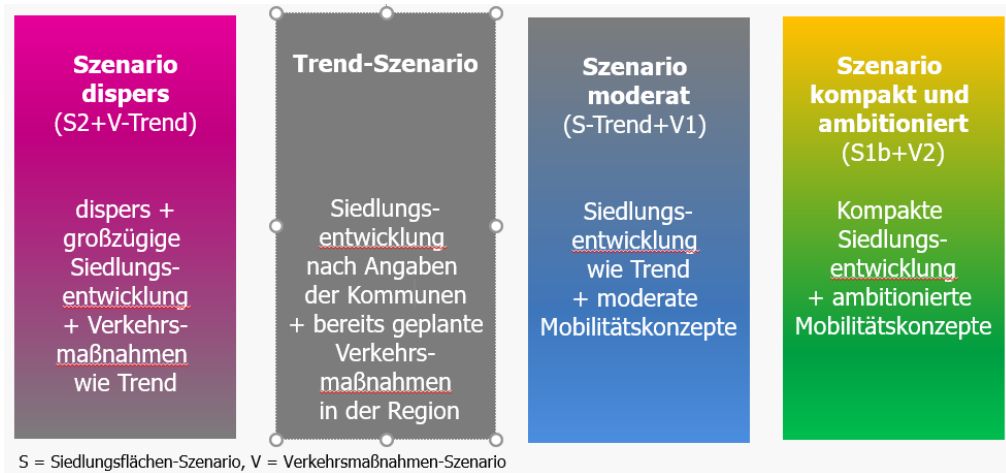 Szenario
dispers
(S2+V-Trend)
dispers +
großzügige
Siedlungs-
entwicklung
+ Verkehrs-
maßnahmen
wie Trend
Trend-Szenario
Siedlungs-
entwicklung
nach Angaben
der Kommunen
+ bereits geplante
Verkehrs-
maßnahmen
in der Region
Szenario
moderat
(S-Trend+V1)
Siedlungs-
entwicklung
wie Trend
+ moderate
Mobilitätskonzepte
Szenario
kompakt und
ambitioniert
(S1b+V2)
Kompakte
Siedlungs-
entwicklung
+ ambitionierte
Mobilitätskonzepte
S = Siedlungsflächen-Szenario, V = Verkehrsmaßnahmen-Szenario